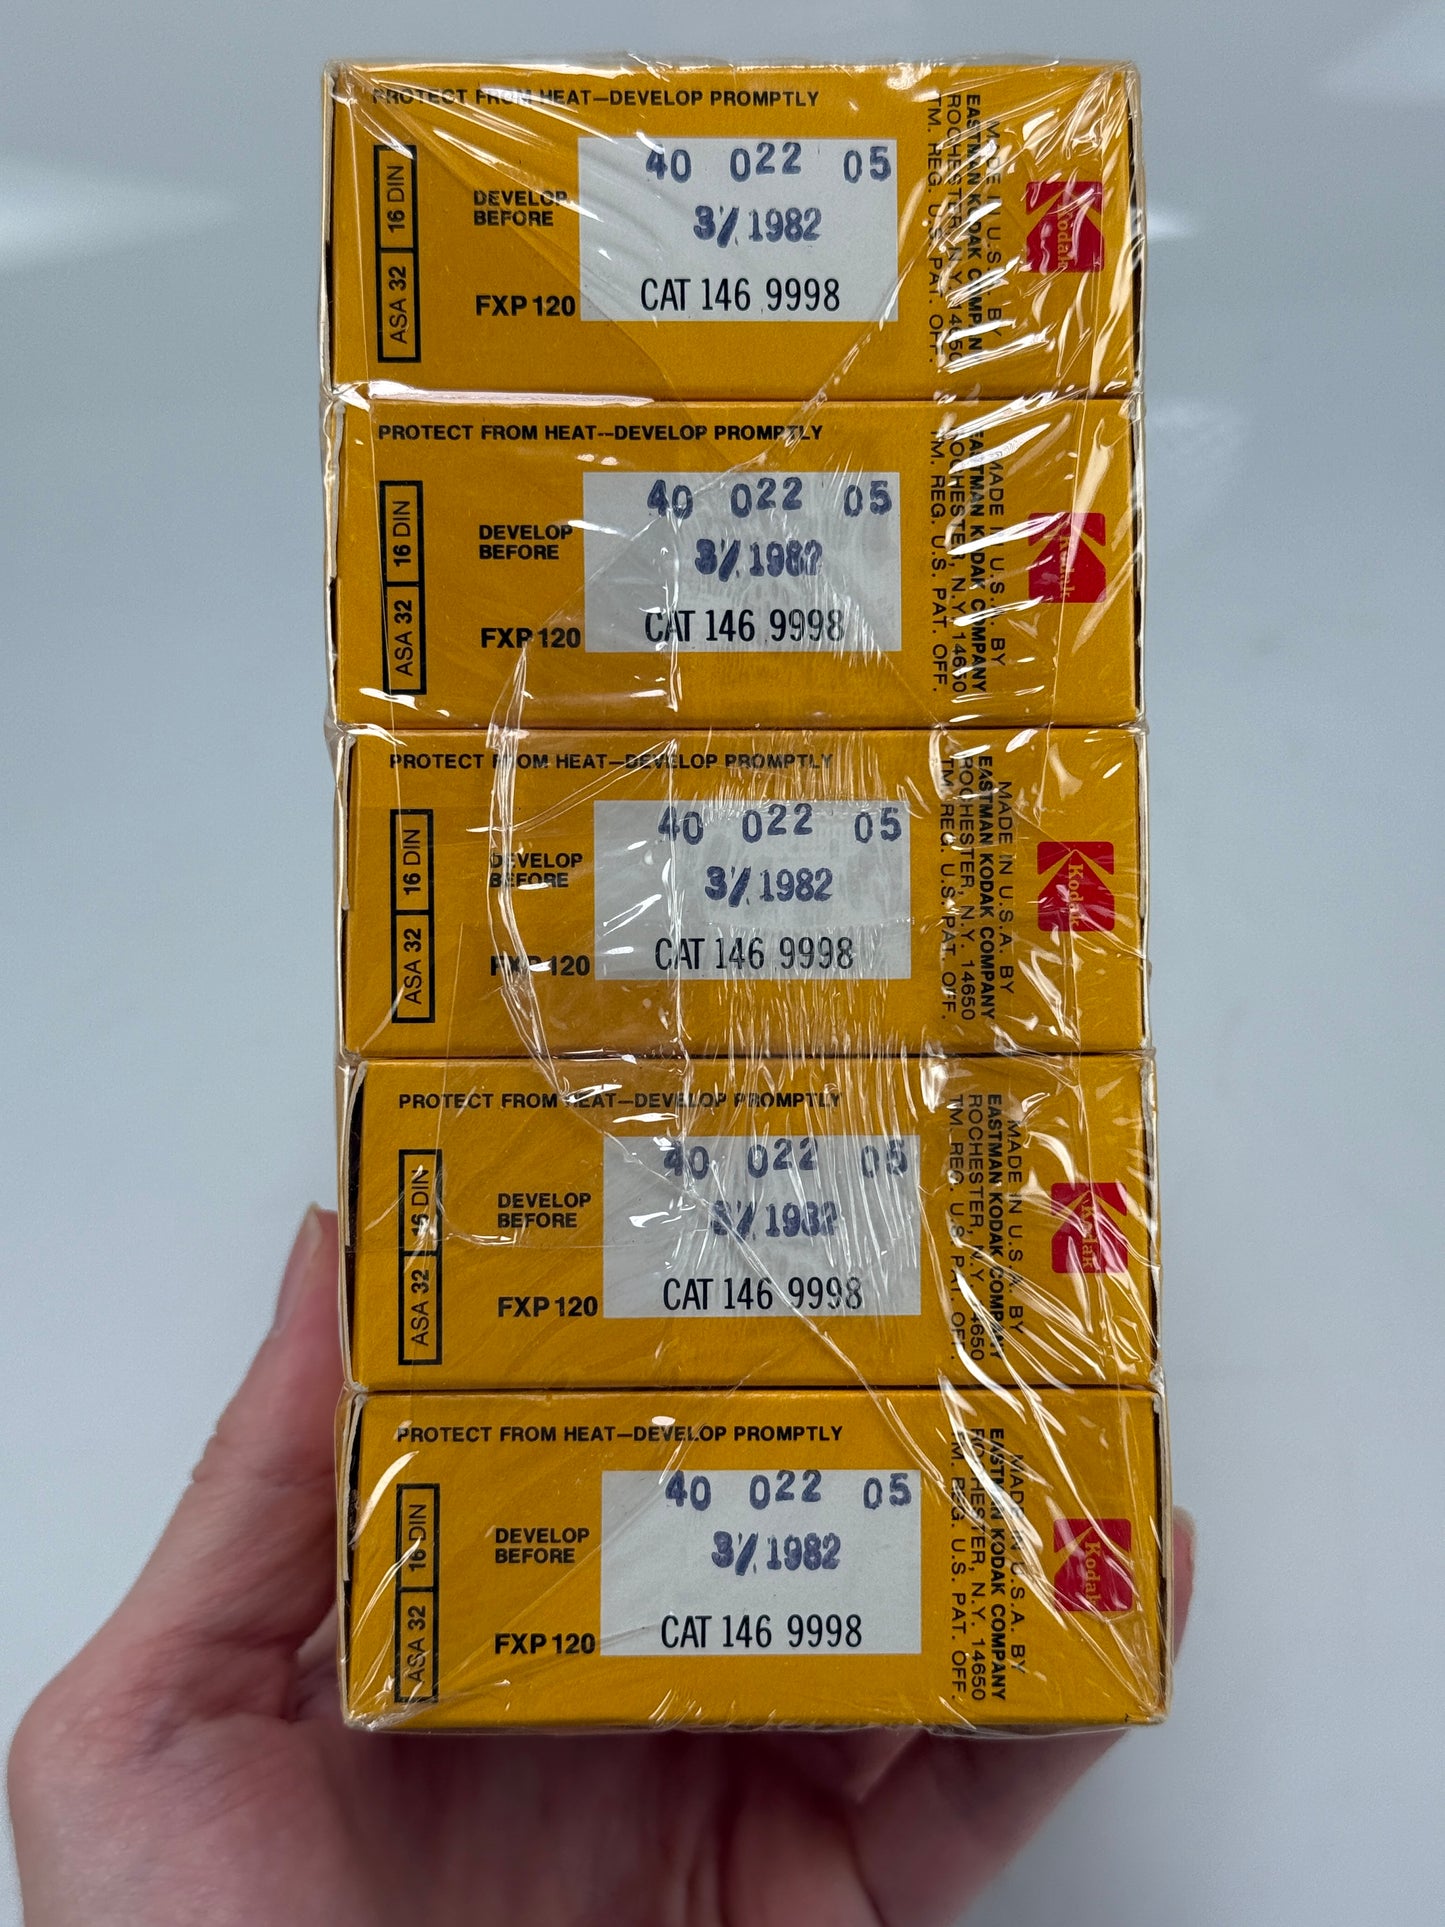 PROTECT FROM HEAT—DEVELOP PROMPTLY
ASA 32 16 DIN
DEVELOP
BEFORE
FXP 120
40 022 05
3/1982
CAT 146 9998
MADE IN U.S.A. BY
EASTMAN KODAK COMPANY
ROCHESTER, N.Y. 14650
TM. REG. U.S. PAT. OFF.
Kodak
PROTECT FROM HEAT—DEVELOP PROMPTLY
ASA 32 16 DIN
DEVELOP
BEFORE
FXP 120
40 022 05
3/1982
CAT 146 9998
MADE IN U.S.A. BY
EASTMAN KODAK COMPANY
ROCHESTER, N.Y. 14650
TM. REG. U.S. PAT. OFF.
Kodak
PROTECT FROM HEAT—DEVELOP PROMPTLY
ASA 32 16 DIN
DEVELOP
BEFORE
FXP 120
40 022 05
3/1982
CAT 146 9998
MADE IN U.S.A. BY
EASTMAN KODAK COMPANY
ROCHESTER, N.Y. 14650
TM. REG. U.S. PAT. OFF.
Kodak
PROTECT FROM HEAT—DEVELOP PROMPTLY
ASA 32 16 DIN
DEVELOP
BEFORE
FXP 120
40 022 05
3/1982
CAT 146 9998
MADE IN U.S.A. BY
EASTMAN KODAK COMPANY
ROCHESTER, N.Y. 14650
TM. REG. U.S. PAT. OFF.
Kodak
PROTECT FROM HEAT—DEVELOP PROMPTLY
ASA 32 16 DIN
DEVELOP
BEFORE
FXP 120
40 022 05
3/1982
CAT 146 9998
MADE IN U.S.A. BY
EASTMAN KODAK COMPANY
ROCHESTER, N.Y. 14650
TM. REG. U.S. PAT. OFF.
Kodak